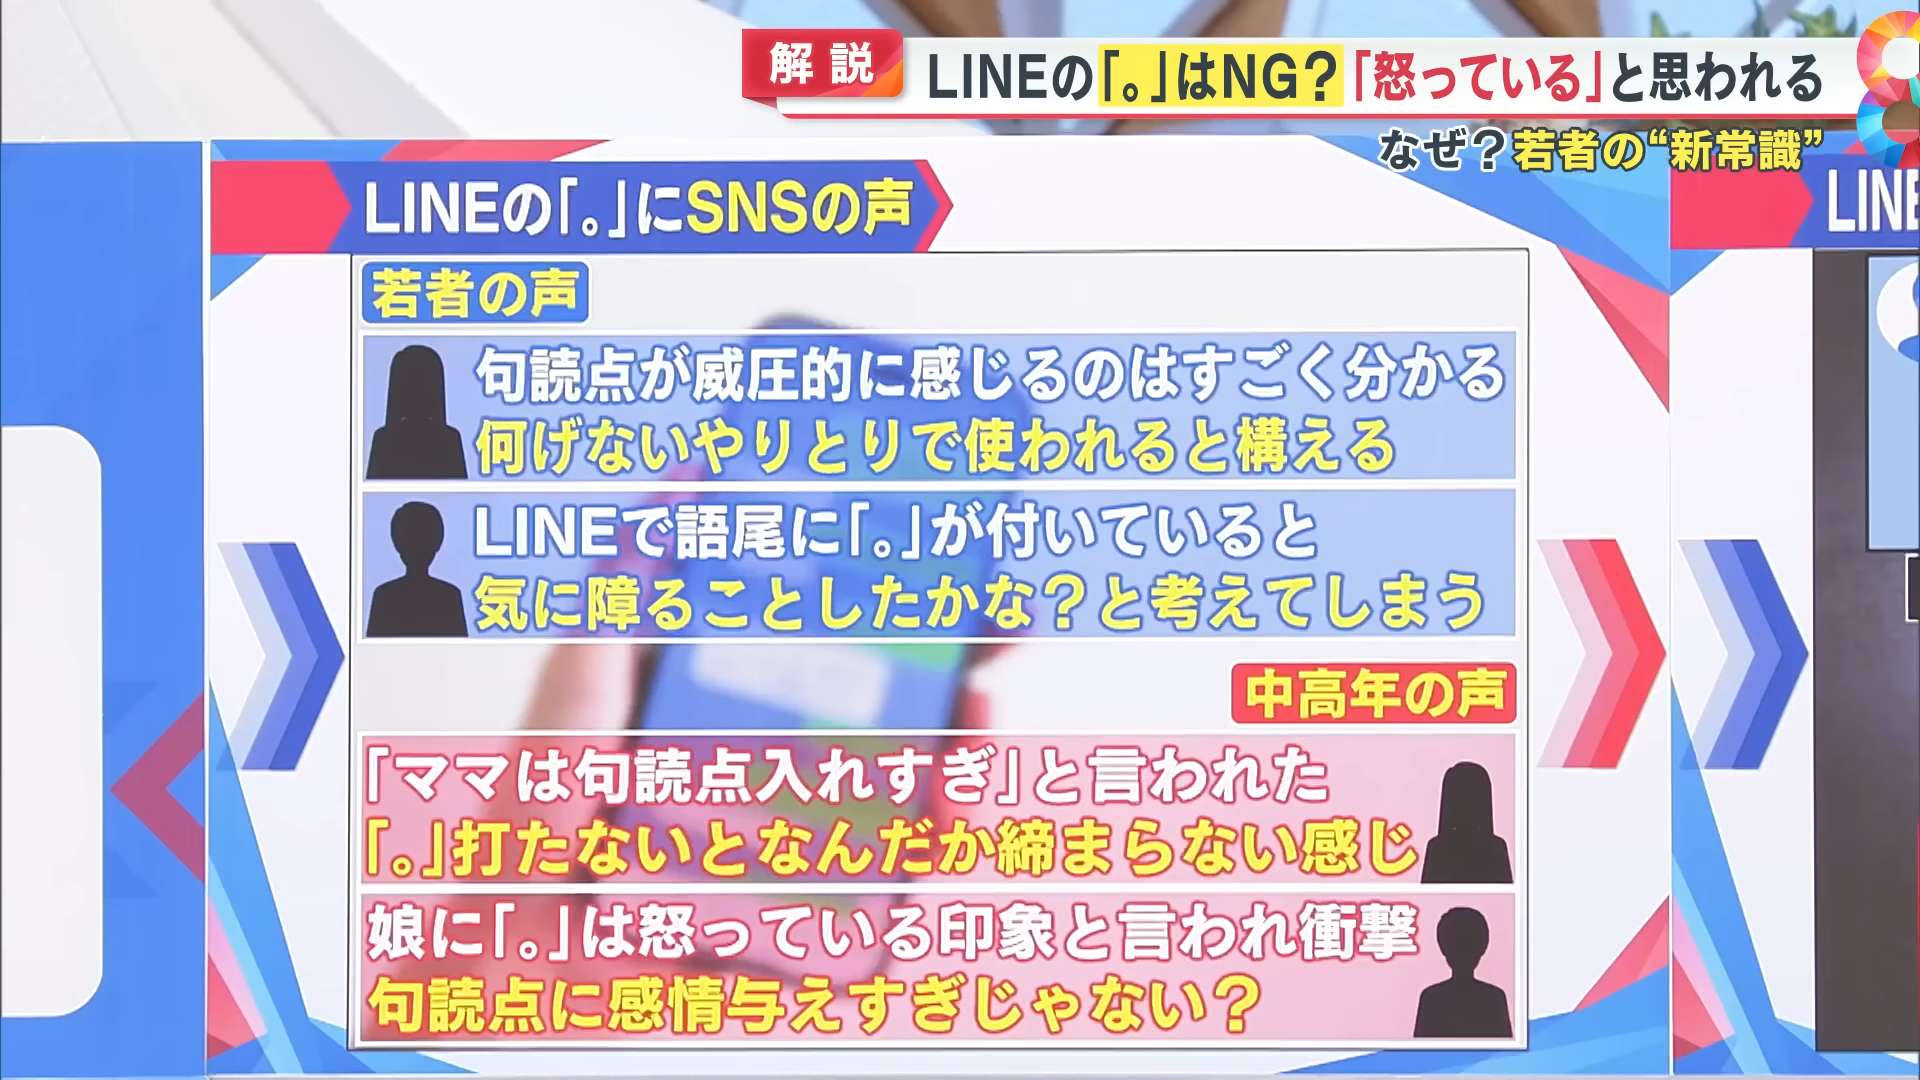 解説
LINEの「。」はNG?「怒っている」と思われる
なぜ?若者の“新常識”
LINEの「。」にSNSの声
LINE
若者の声
句読点が威圧的に感じるのはすごく分かる
何げないやりとりで使われると構える
LINEで語尾に「。」が付いていると
気に障ることしたかな?と考えてしまう
中高年の声
「ママは句読点入れすぎ」と言われた
「。」打たないとなんだか締まらない感じ
娘に「。」は怒っている印象と言われ衝撃
句読点に感情与えすぎじゃない?